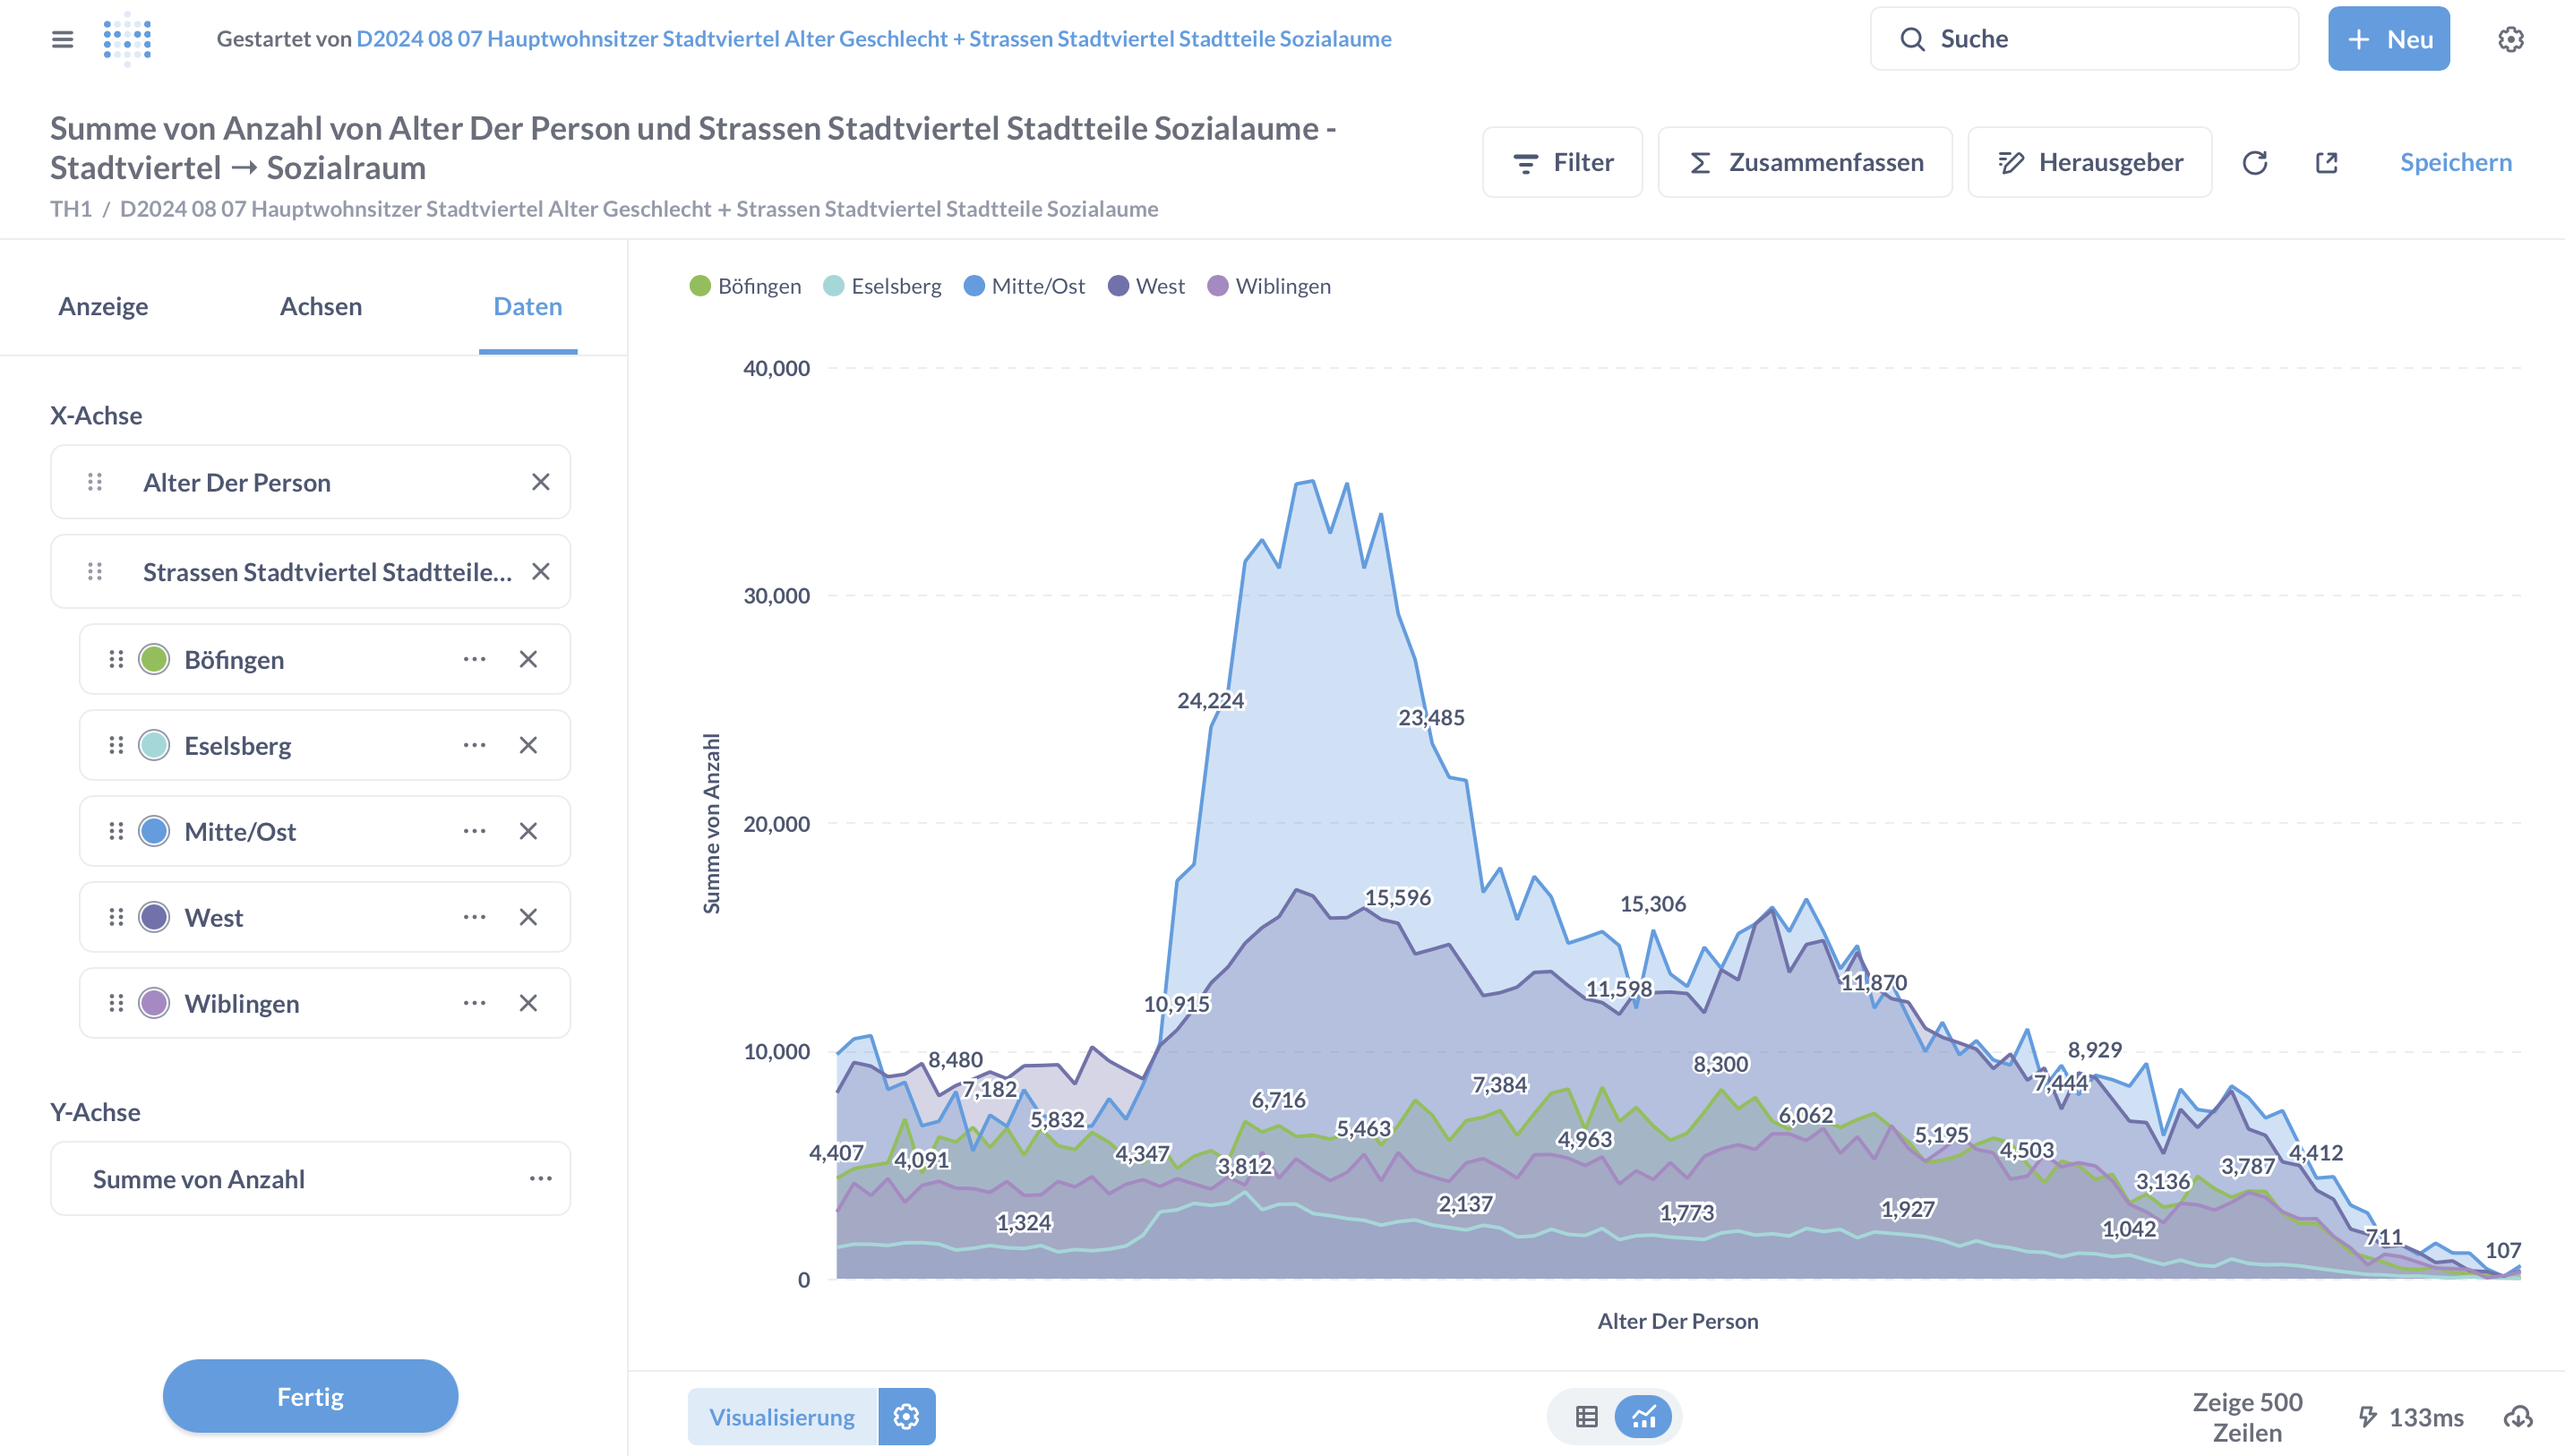 Gestartet von D2024 08 07 Hauptwohnsitzer Stadtviertel Alter Geschlecht + Strassen Stadtviertel Stadtteile Sozialaume
Suche
+ Neu
Summe von Anzahl von Alter Der Person und Strassen Stadtviertel Stadtteile Sozialaume -
Stadtviertel → Sozialraum
TH1 / D2024 08 07 Hauptwohnsitzer Stadtviertel Alter Geschlecht + Strassen Stadtviertel Stadtteile Sozialaume
Filter
Zusammenfassen
Herausgeber
Speichern
Anzeige
Achsen
Daten
X-Achse
Alter Der Person
Strassen Stadtviertel Stadtteile...
Böfingen
Eselsberg
Mitte/Ost
West
Wiblingen
Y-Achse
Summe von Anzahl
Fertig
Böfingen
Eselsberg
Mitte/Ost
West
Wiblingen
Summe von Anzahl
40,000
30,000
20,000
10,000
0
24,224
23,485
15,596
15,306
10,915
11,598
11,870
8,480
8,929
7,182
8,300
7,444
7,384
6,716
5,832
5,463
6,062
4,407
4,091
4,347
3,812
4,963
5,195
4,503
4,412
3,136
3,787
1,324
2,137
1,773
1,927
1,042
711
107
Alter Der Person
Visualisierung
Zeige 500
Zeilen
133ms